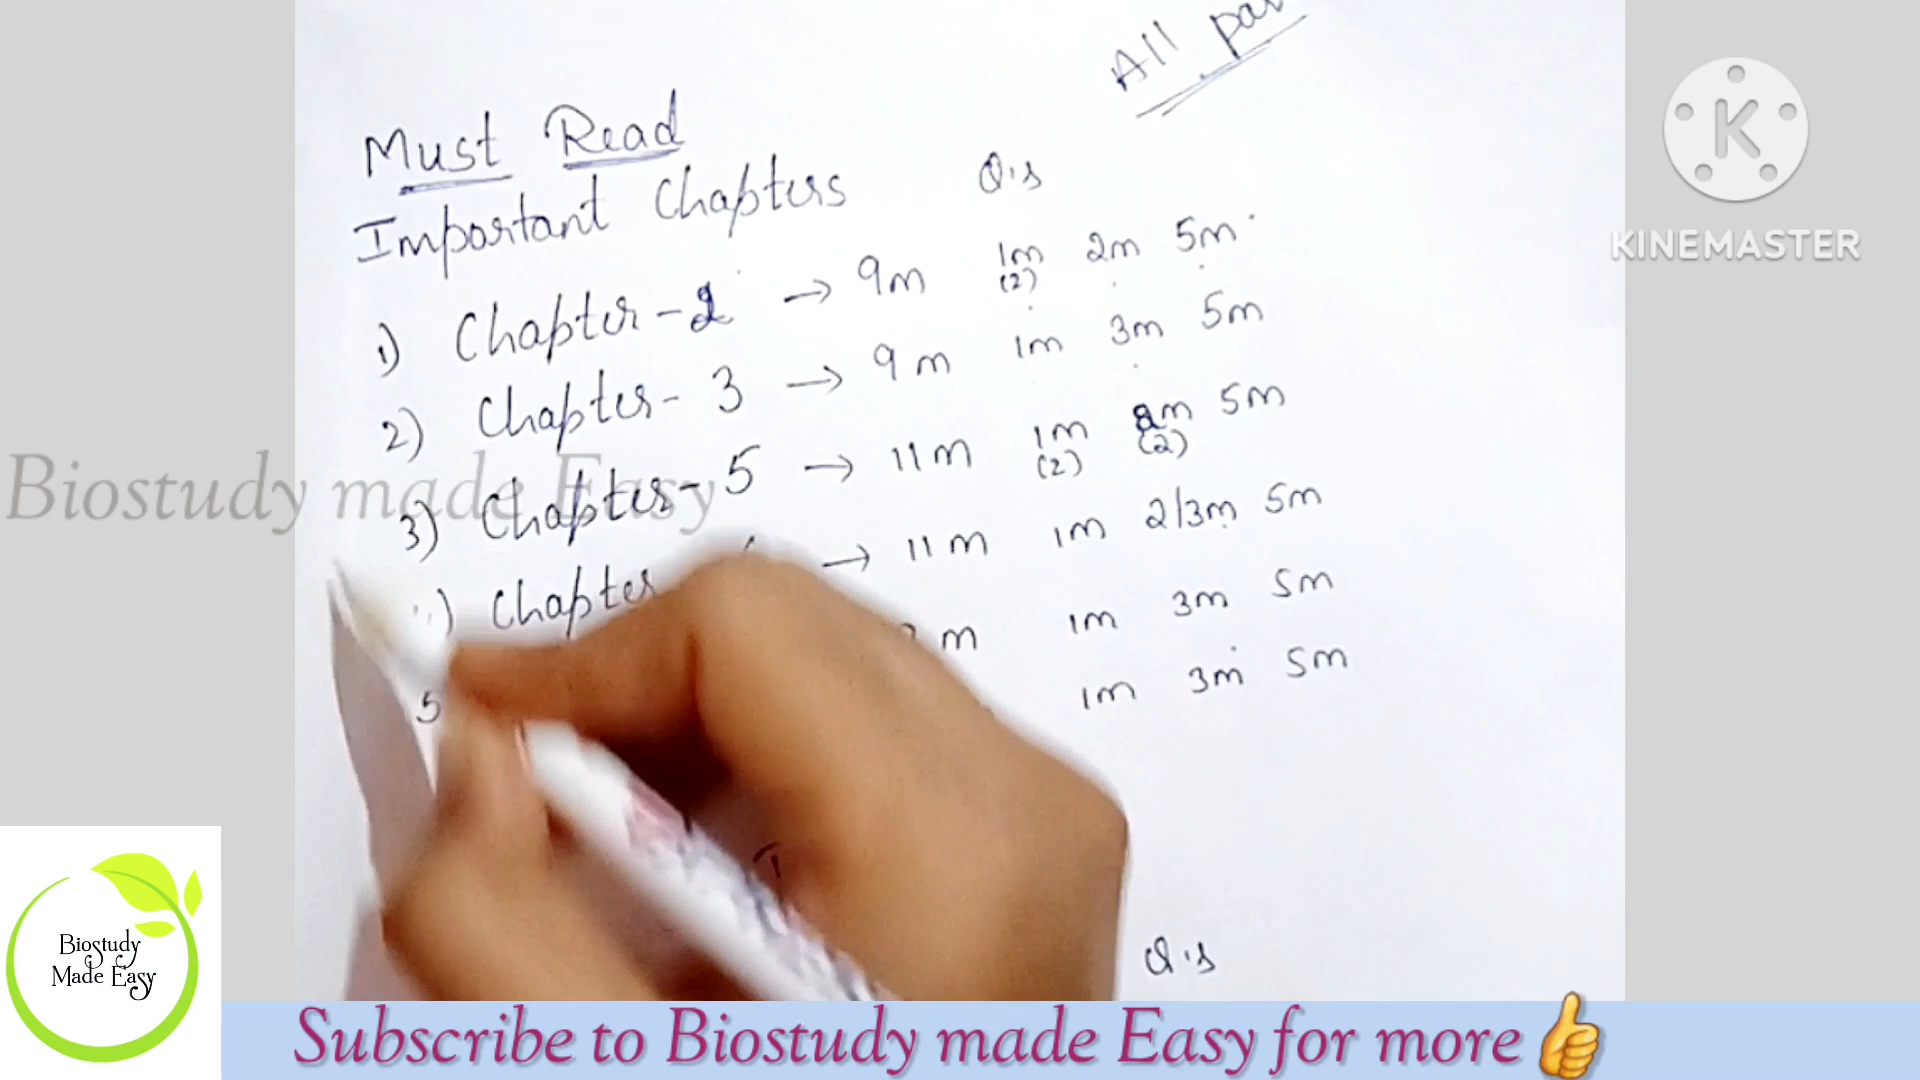 All
Must Read
Important Chapters Q.s
1) Chapter - 2 → 9m 1m (2) 2m 5m
2) Chapter - 3 → 9m 1m 3m 5m
3) Chapter - 5 → 11m 1m (2) 2m (2) 5m
Chapter → 11m 1m 2/3m 5m
5 m 1m 3m 5m
1m 3m 5m
Q.s
KINEMASTER
Biostudy made Easy
Biostudy
Made Easy
Subscribe to Biostudy made Easy for more